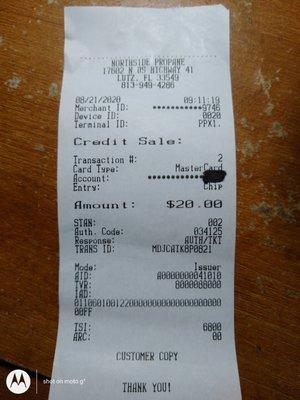 NORTHSIDE PROPANE
17602 N US HIGHWAY 41
LUTZ, FL 33549
813-949-4286
08/21/2020 09:11:19
Merchant ID: ************9746
Device ID: 0020
Terminal ID: PPX1.
Credit Sale:
Transaction #: 2
Card Type: MasterCard
Account:
Entry: Chip
Amount: $20.00
STAN: 002
Auth. Code: 034125
Response: AUTH/TKT
TRANS ID: MDJCATK8P0821
Mode: Issuer
AID: A0000000041010
TVR: 8000088000
IAD:
00FF
TSI: 6800
ARC: 00
CUSTOMER COPY
THANK YOU!
shot on moto g⁷